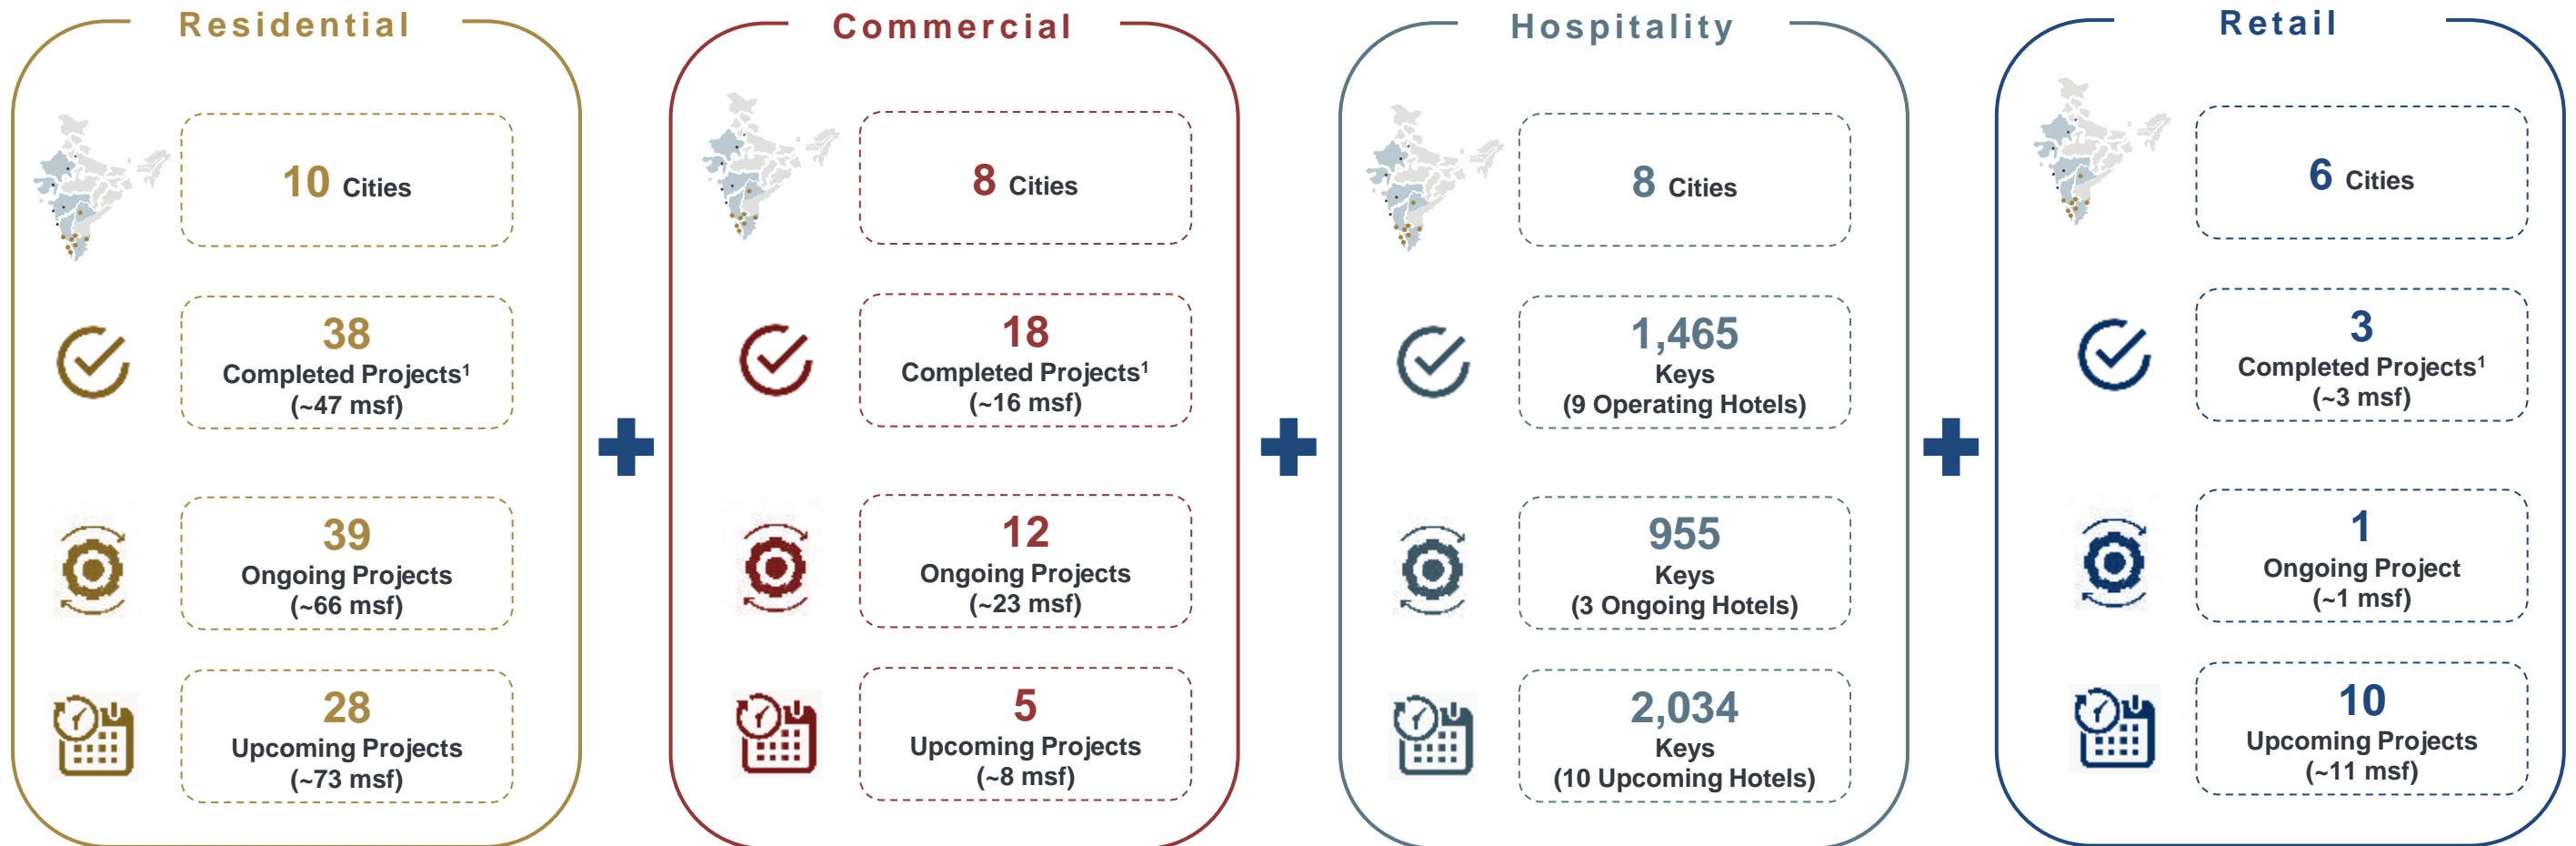 Residential
10 Cities
38
Completed Projects¹
(~47 msf)
39
Ongoing Projects
(~66 msf)
28
Upcoming Projects
(~73 msf)
Commercial
8 Cities
18
Completed Projects¹
(~16 msf)
12
Ongoing Projects
(~23 msf)
5
Upcoming Projects
(~8 msf)
Hospitality
8 Cities
1,465
Keys
(9 Operating Hotels)
955
Keys
(3 Ongoing Hotels)
2,034
Keys
(10 Upcoming Hotels)
Retail
6 Cities
3
Completed Projects¹
(~3 msf)
1
Ongoing Project
(~1 msf)
10
Upcoming Projects
(~11 msf)